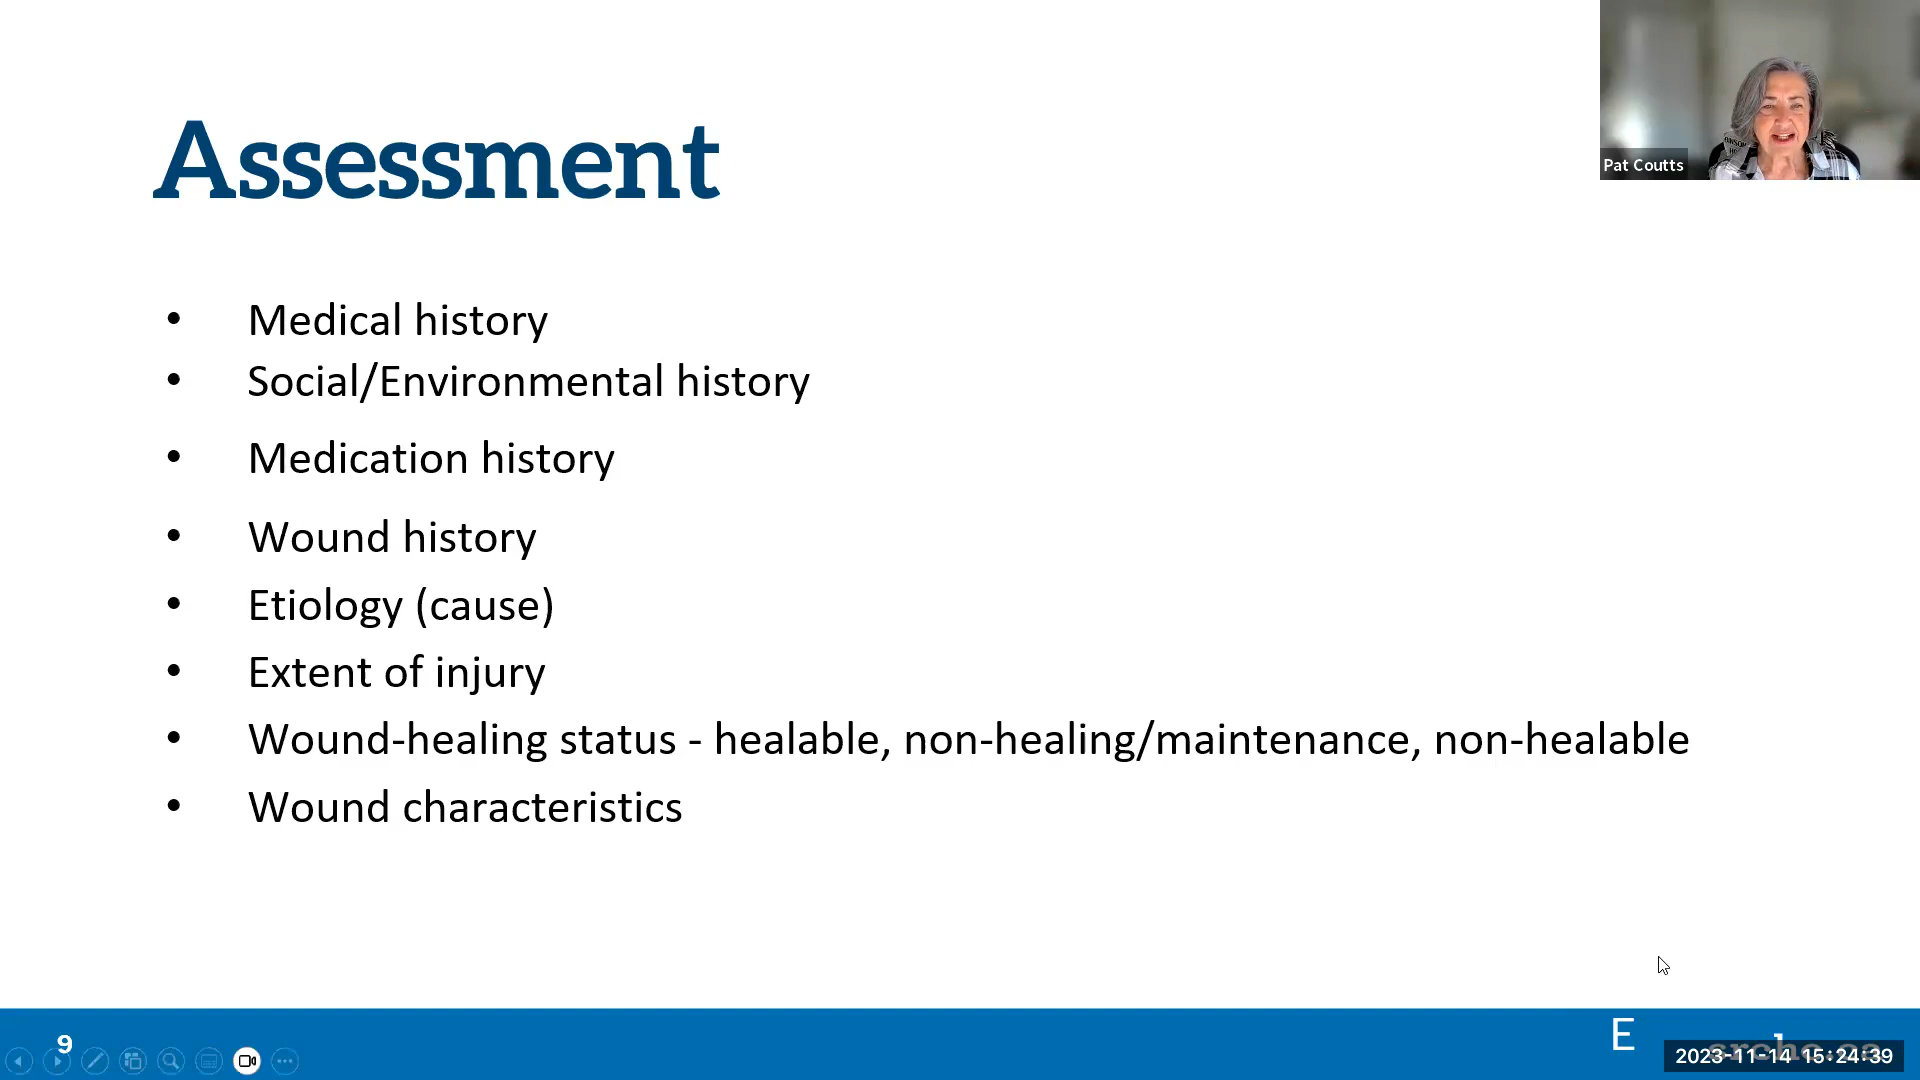 Assessment
Pat Coutts
• Medical history
• Social/Environmental history
• Medication history
• Wound history
• Etiology (cause)
• Extent of injury
• Wound-healing status - healable, non-healing/maintenance, non-healable
• Wound characteristics
9
E
2023-11-14 15:24:39